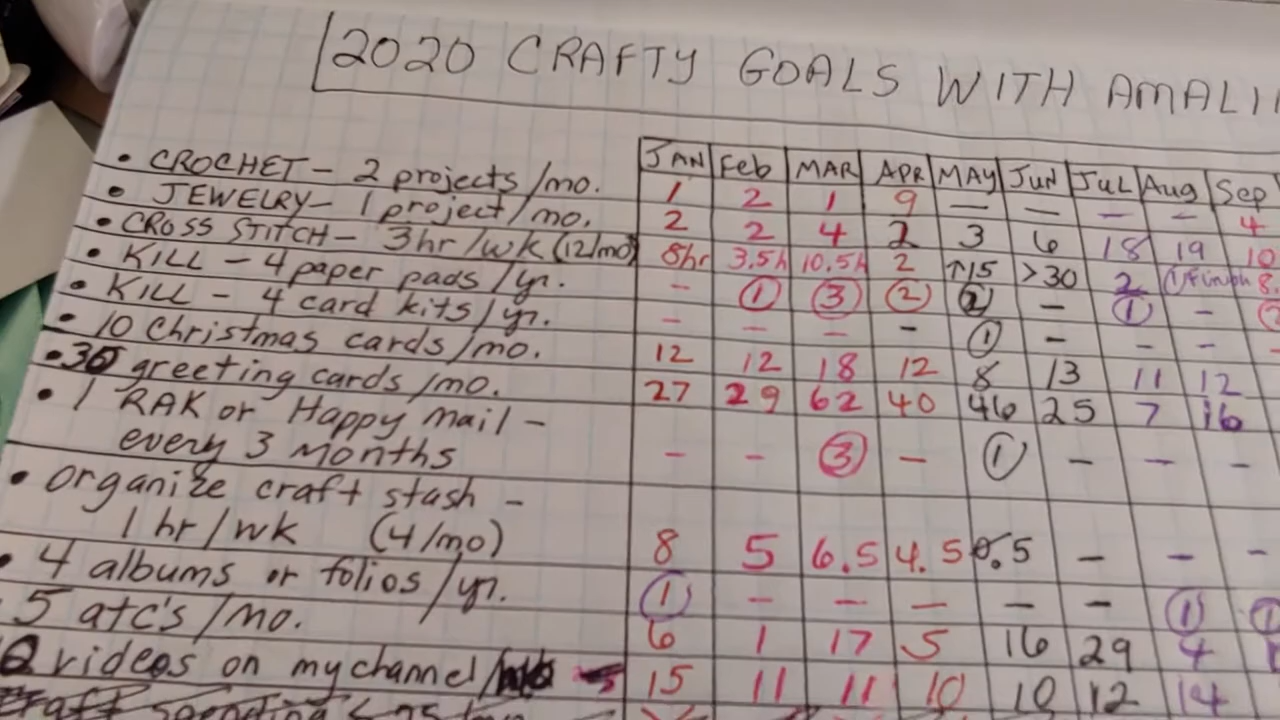 2020 CRAFTY GOALS WITH AMALI
JAN Feb MAR APR MAY Jun Jul Aug Sep
• CROCHET - 2 projects/mo. 1 2 1 9 — — — — 4
• JEWELRY - 1 project/mo. 2 2 4 2 3 6 18 19 10
• CROSS STITCH - 3hr/wk (12/mo) 8hr 3.5h 10.5h 2 ↑15 >30 2 8.
• KILL - 4 paper pads/yr. - 1 3 2 2 - 1 -
• KILL - 4 card kits/yr. - - - - 1 - - - -
• 10 Christmas cards/mo. 12 12 18 12 8 13 11 12
• 30 greeting cards/mo. 27 29 62 40 46 25 7 16
• 1 RAK or Happy Mail -
every 3 Months - - 3 - 1 - - -
• organize craft stash -
1 hr/wk (4/mo) 8 5 6.5 4.5 .5 - - -
• 4 albums or folios/yr. 1 - - - - - 1 1
5 atc's/mo. 6 1 17 5 16 29 4
videos on my channel/ 15 11 11 10 10 12 14